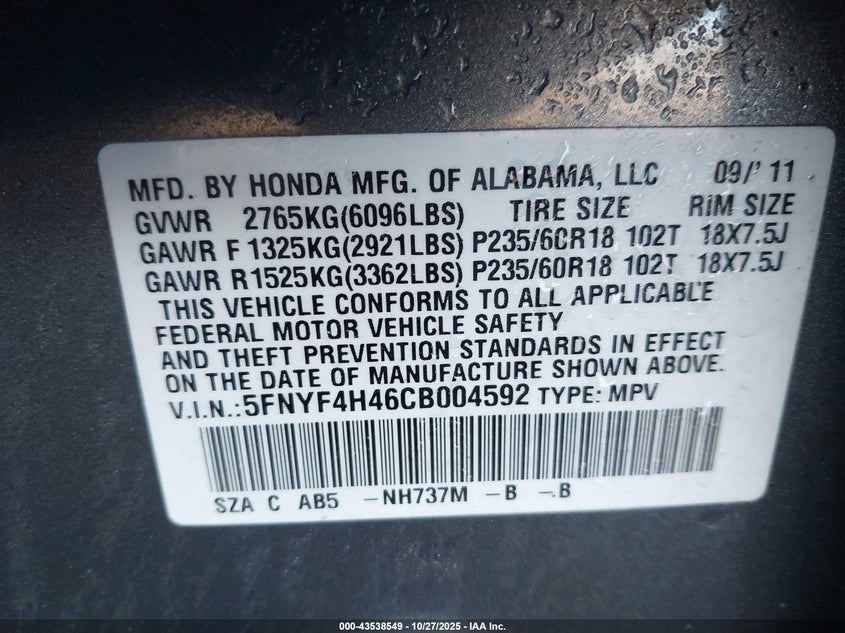 MFD. BY HONDA MFG. OF ALABAMA, LLC 09/'11
GVWR 2765KG(6096LBS) TIRE SIZE RIM SIZE
GAWR F 1325KG(2921LBS) P235/60R18 102T 18X7.5J
GAWR R1525KG(3362LBS) P235/60R18 102T 18X7.5J
THIS VEHICLE CONFORMS TO ALL APPLICABLE
FEDERAL MOTOR VEHICLE SAFETY
AND THEFT PREVENTION STANDARDS IN EFFECT
ON THE DATE OF MANUFACTURE SHOWN ABOVE.
V.I.N.:5FNYF4H46CB004592 TYPE: MPV
SZA C AB5 -NH737M -B -.B
000-43538549 - 10/27/2025 - IAA Inc.